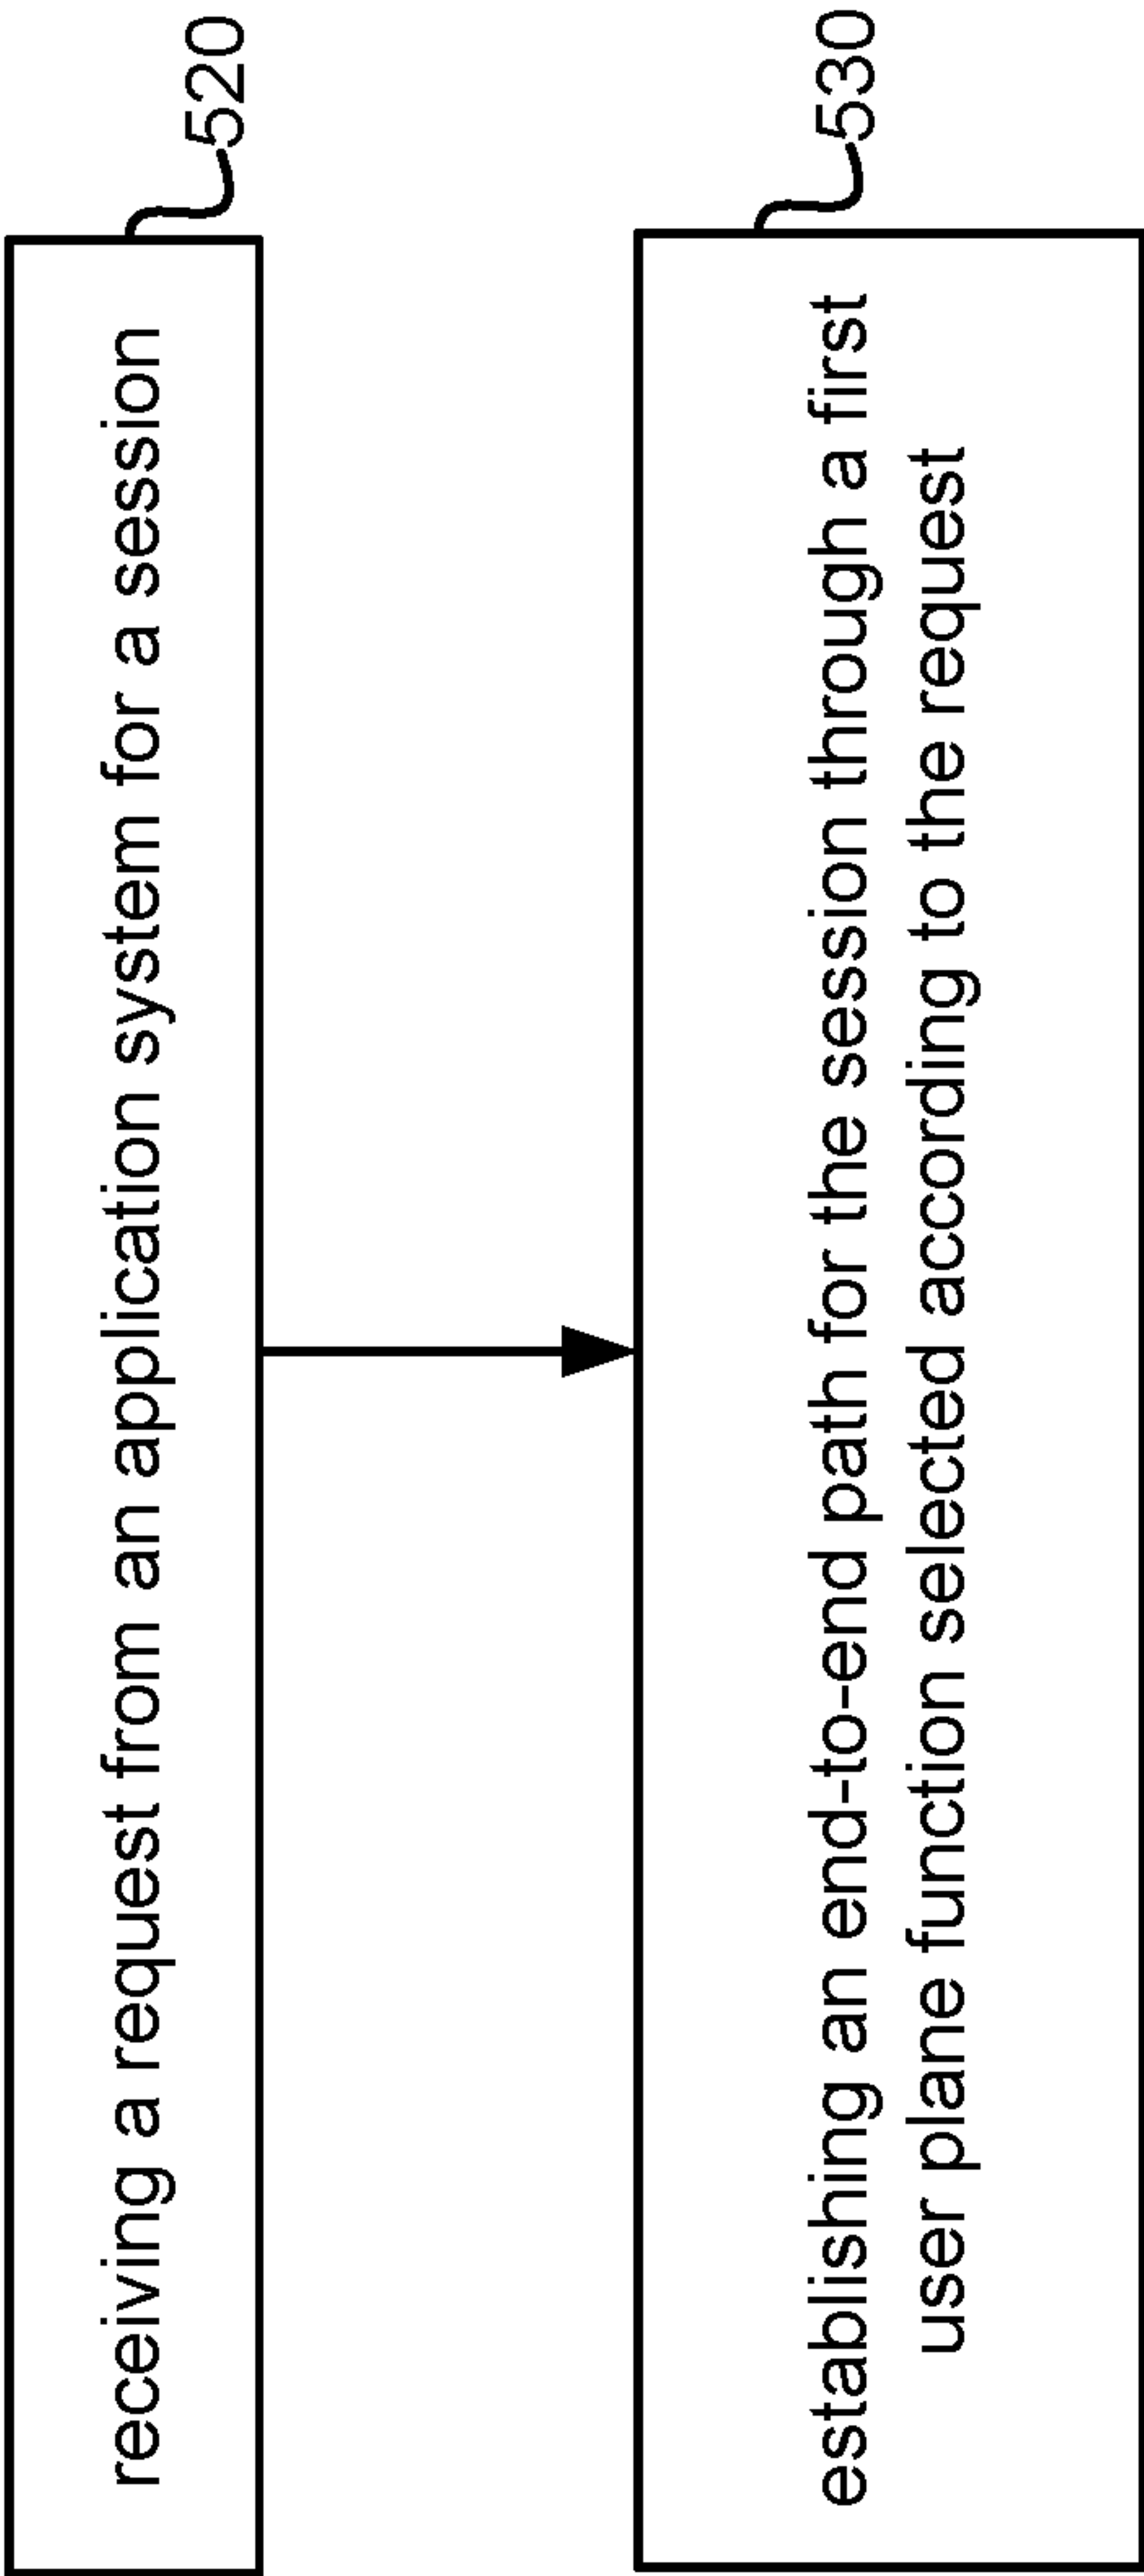 receiving a request from an application system for a session
520
establishing an end-to-end path for the session through a first
user plane function selected according to the request
530